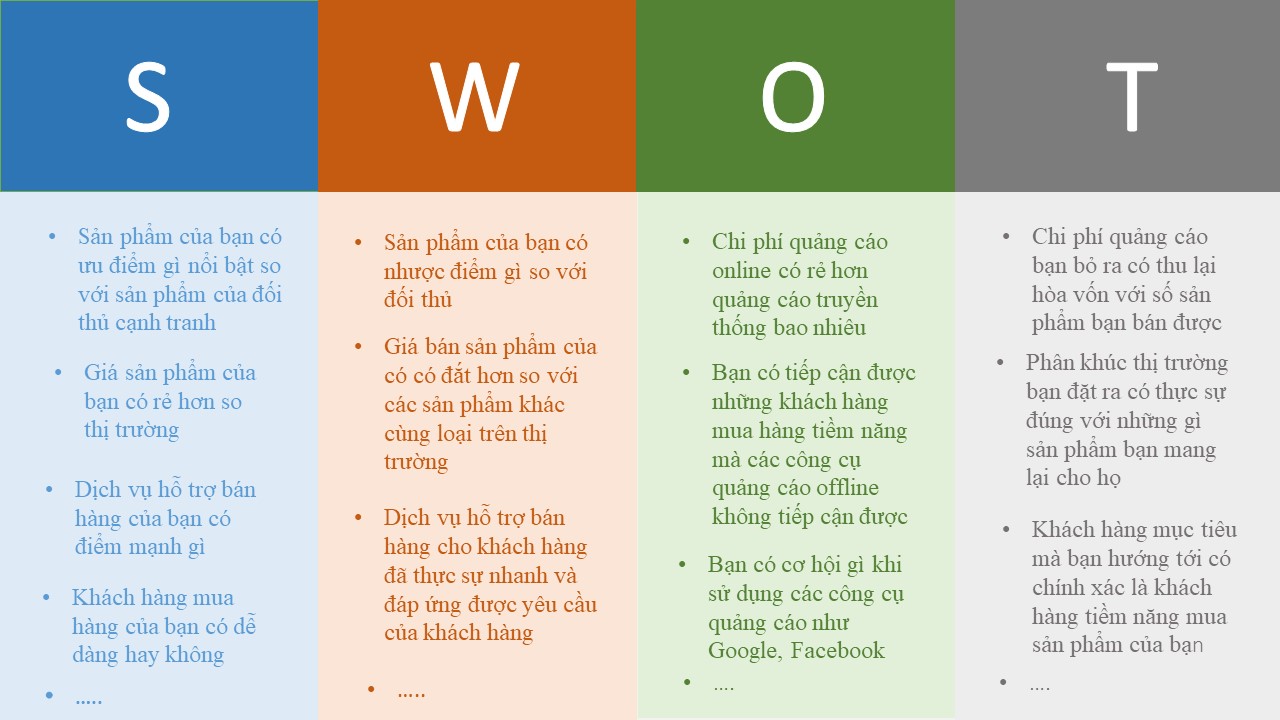 S
W
O
T
• Sản phẩm của bạn có
ưu điểm gì nổi bật so
với sản phẩm của đối
thủ cạnh tranh
• Giá sản phẩm của
bạn có rẻ hơn so
thị trường
• Dịch vụ hỗ trợ bán
hàng của bạn có
điểm mạnh gì
• Khách hàng mua
hàng của bạn có dễ
dàng hay không
• .....
• Sản phẩm của bạn có
nhược điểm gì so với
đối thủ
• Giá bán sản phẩm của
có có đắt hơn so với
các sản phẩm khác
cùng loại trên thị
trường
• Dịch vụ hỗ trợ bán
hàng cho khách hàng
đã thực sự nhanh và
đáp ứng được yêu cầu
của khách hàng
• .....
• Chi phí quảng cáo
online có rẻ hơn
quảng cáo truyền
thống bao nhiêu
• Bạn có tiếp cận được
những khách hàng
mua hàng tiềm năng
mà các công cụ
quảng cáo offline
không tiếp cận được
• Bạn có cơ hội gì khi
sử dụng các công cụ
quảng cáo như
Google, Facebook
• ....
• Chi phí quảng cáo
bạn bỏ ra có thu lại
hòa vốn với số sản
phẩm bạn bán được
• Phân khúc thị trường
bạn đặt ra có thực sự
đúng với những gì
sản phẩm bạn mang
lại cho họ
• Khách hàng mục tiêu
mà bạn hướng tới có
chính xác là khách
hàng tiềm năng mua
sản phẩm của bạn
• ....